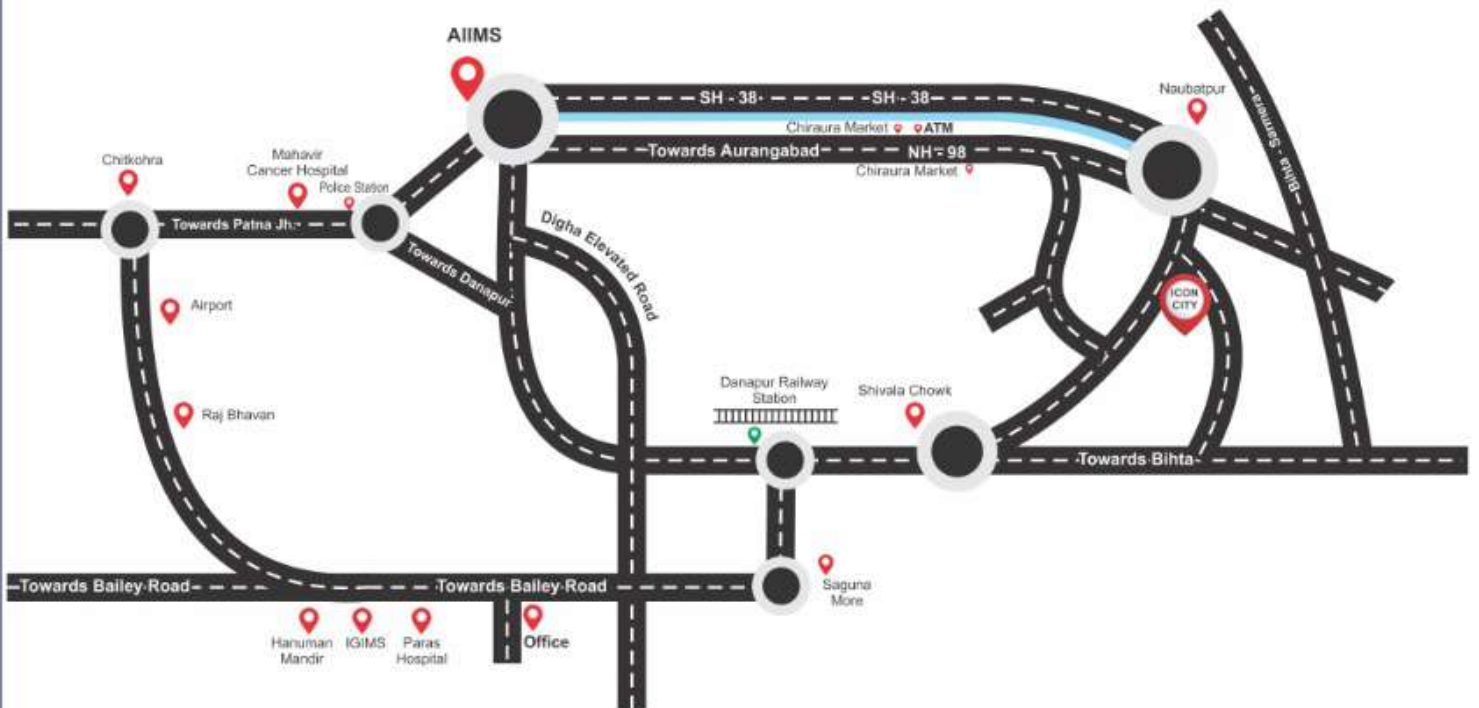 AIIMS
SH - 38
SH - 38
Naubatpur
Chiraura Market
ATM
Towards Aurangabad
NH - 98
Chiraura Market
Bihta - Sarmera
Chitkohra
Mahavir
Cancer Hospital
Police Station
Towards Patna Jh.
Towards Danapur
Digha Elevated Road
Airport
ICON
CITY
Raj Bhavan
Danapur Railway
Station
Shivala Chowk
Towards Bihta
Towards Bailey Road
Towards Bailey Road
Saguna
More
Hanuman
Mandir
IGIMS
Paras
Hospital
Office